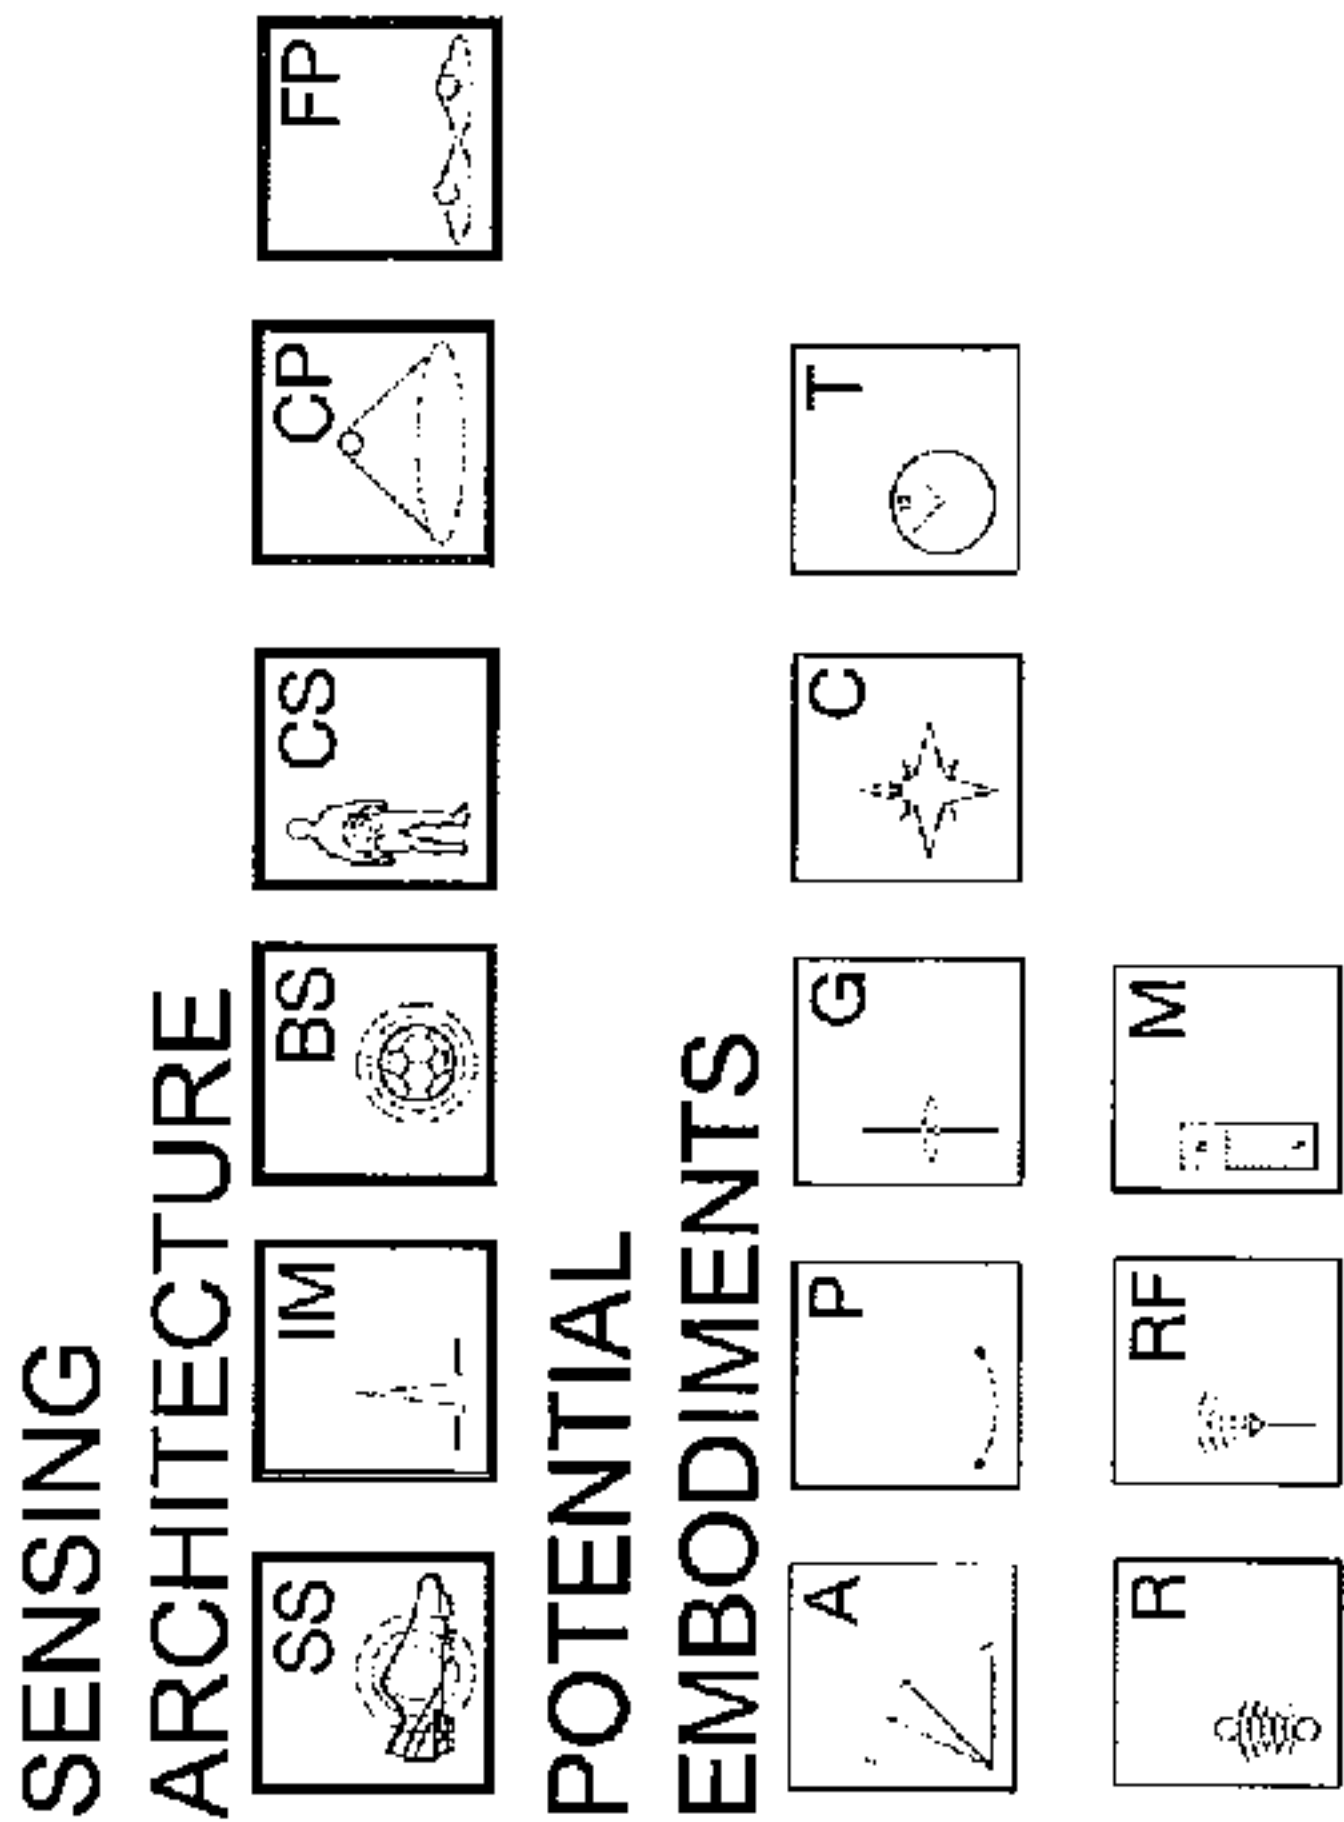 SENSING
ARCHITECTURE
SS IM BS CS CP FP
POTENTIAL
EMBODIMENTS
A P G C T
R RF M